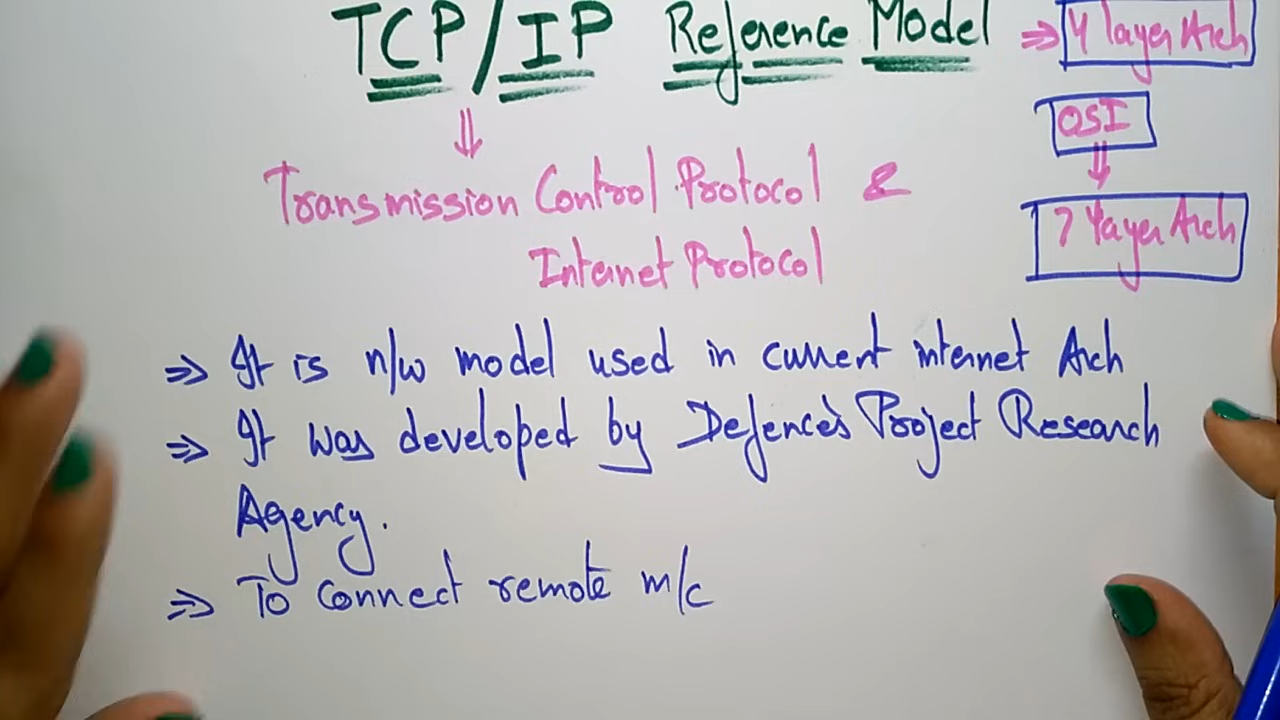 TCP/IP Reference Model ⇒ 4 layer Arch
OSI
⇓
7 layer Arch
⇓
Transmission Control Protocol &
Internet Protocol
⇒ It is n/w model used in current internet Arch
⇒ It was developed by Defence's Project Research
Agency.
⇒ To connect remote m/c